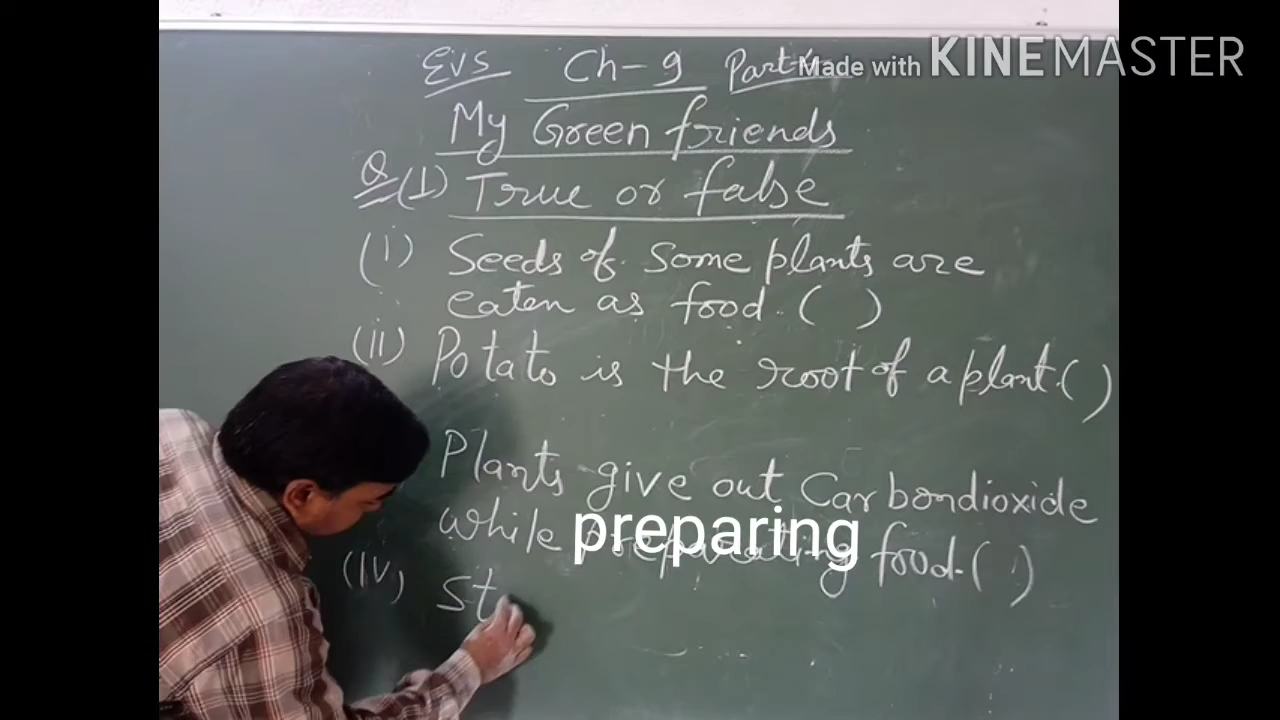 Made with KINEMASTER
EVS Ch-9 Part-
My Green friends
Q (1) True or false
(i) Seeds of some plants are
eaten as food. ( )
(ii) Potato is the root of a plant. ( )
Plants give out Carbondioxide
while food. ( )
preparing
(iv) St